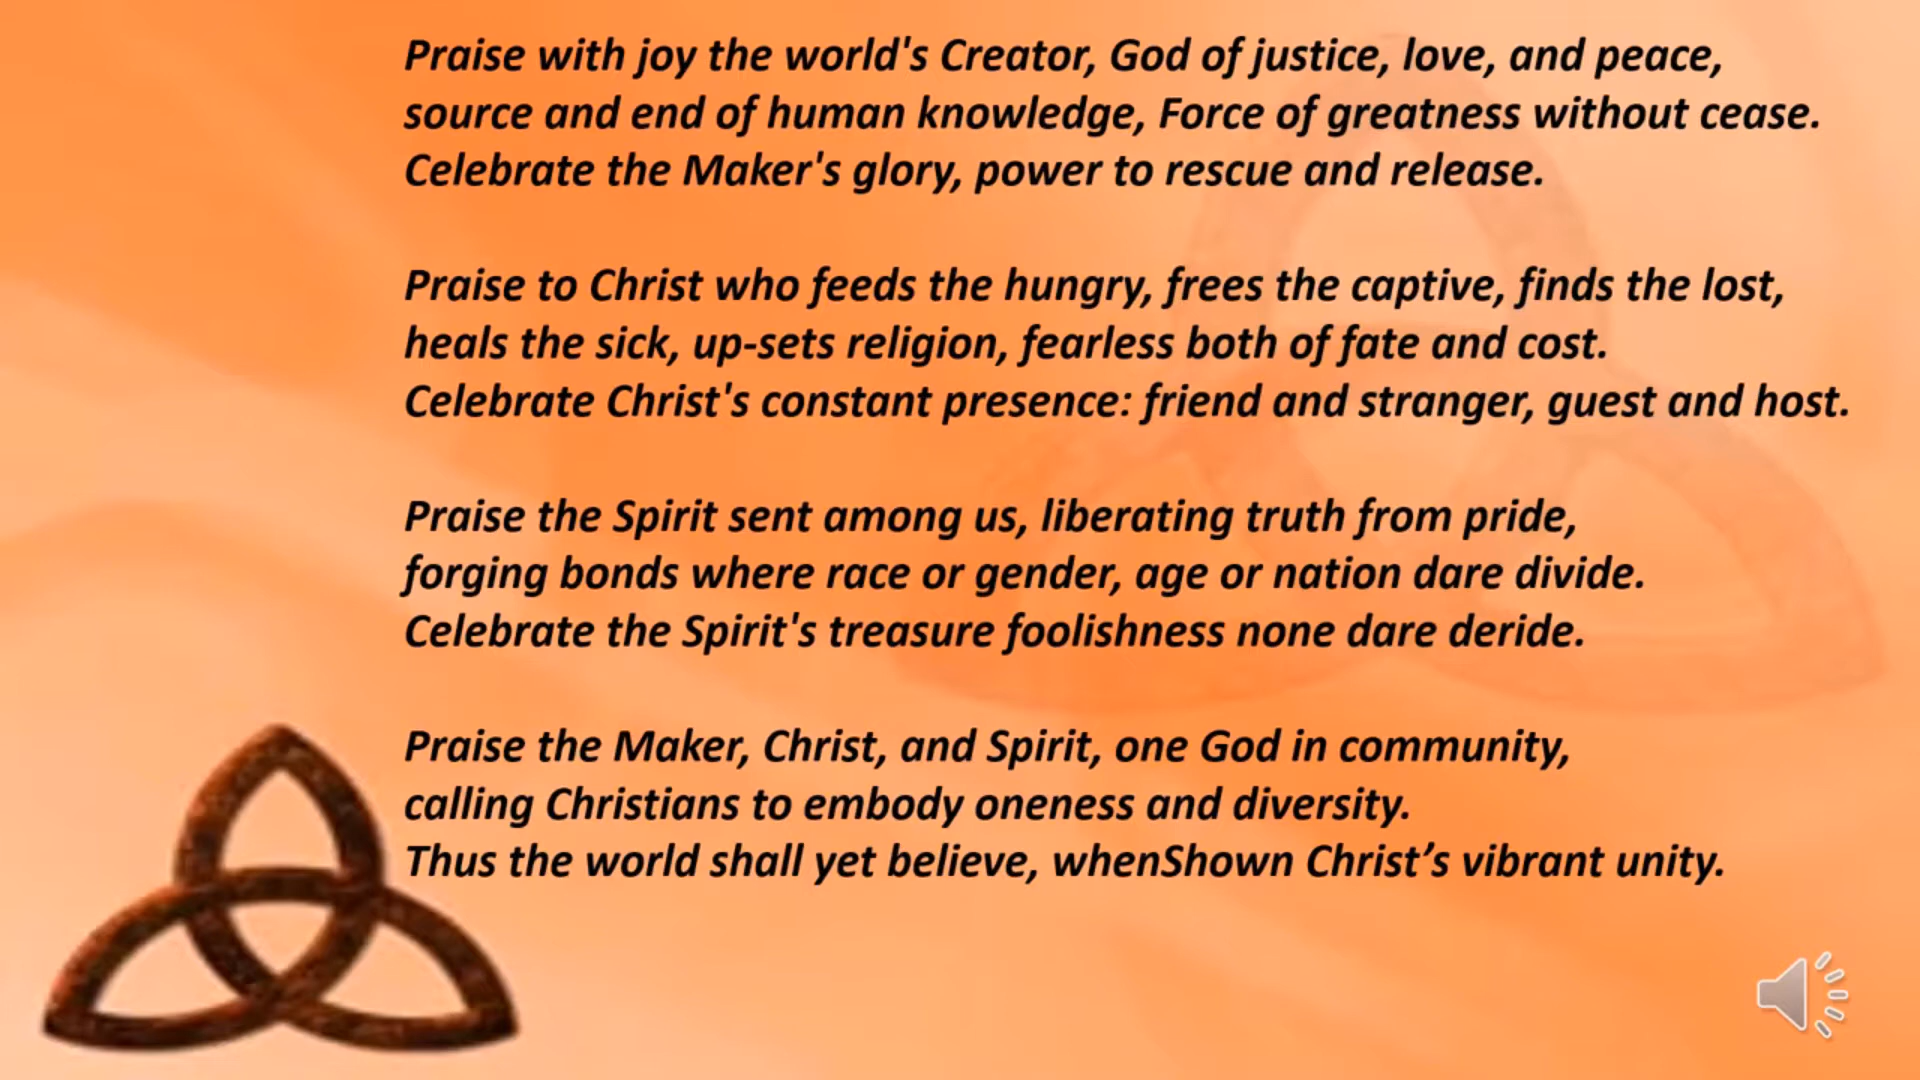 Praise with joy the world's Creator, God of justice, love, and peace,
source and end of human knowledge, Force of greatness without cease.
Celebrate the Maker's glory, power to rescue and release.
Praise to Christ who feeds the hungry, frees the captive, finds the lost,
heals the sick, up-sets religion, fearless both of fate and cost.
Celebrate Christ's constant presence: friend and stranger, guest and host.
Praise the Spirit sent among us, liberating truth from pride,
forging bonds where race or gender, age or nation dare divide.
Celebrate the Spirit's treasure foolishness none dare deride.
Praise the Maker, Christ, and Spirit, one God in community,
calling Christians to embody oneness and diversity.
Thus the world shall yet believe, whenShown Christ’s vibrant unity.